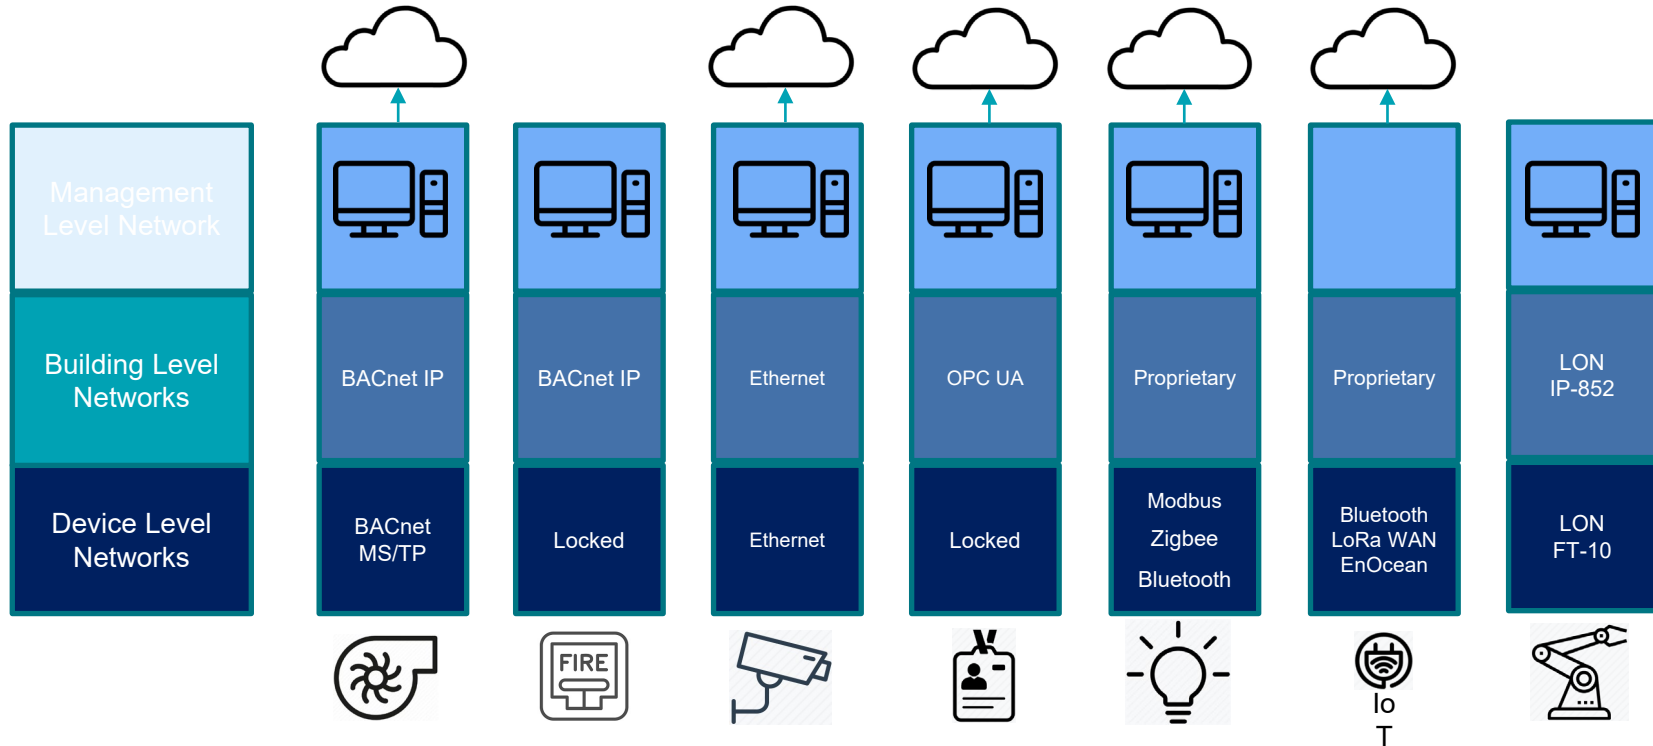 Management
Level Network
Building Level
Networks
BACnet IP
BACnet IP
Ethernet
OPC UA
Proprietary
Proprietary
LON
IP-852
Device Level
Networks
BACnet
MS/TP
Locked
Ethernet
Locked
Modbus
Zigbee
Bluetooth
Bluetooth
LoRa WAN
EnOcean
LON
FT-10
FIRE
Io
T